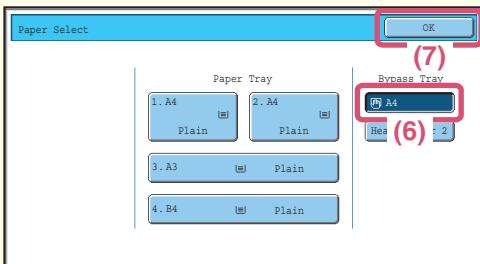 Paper Select
OK
(7)
Paper Tray
Bypass Tray
1. A4
Plain
2. A4
Plain
A4
(6)
2
3. A3 Plain
4. B4 Plain